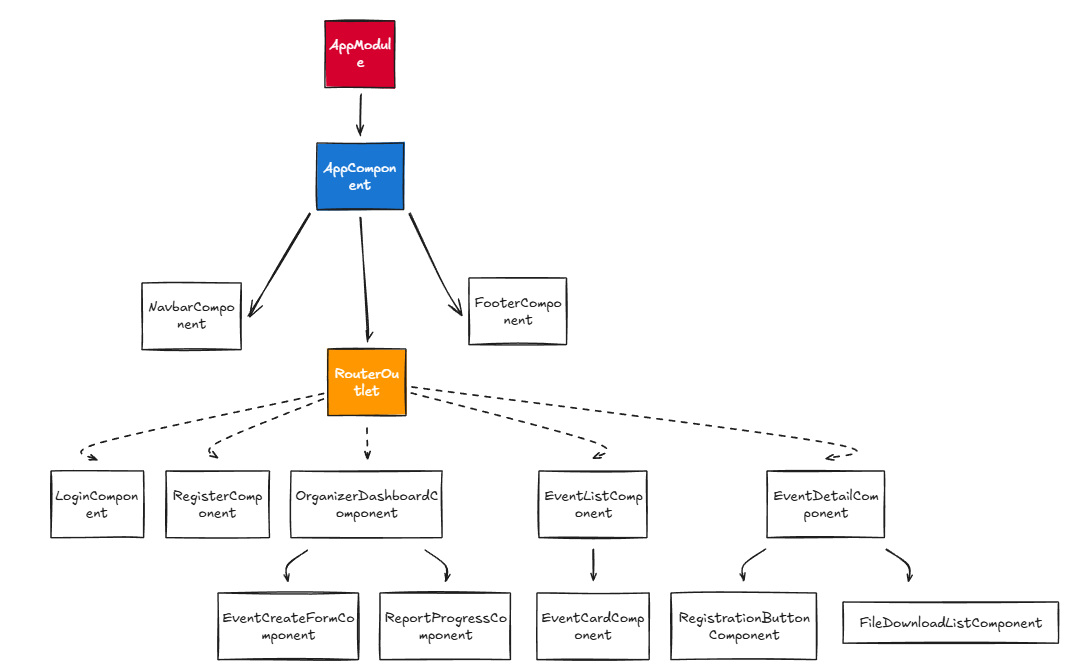 AppModul
e
AppCompon
ent
NavbarCompo
nent
FooterCompo
nent
RouterOu
tlet
LoginCompon
ent
RegisterComp
onent
OrganizerDashboardC
omponent
EventListComp
onent
EventDetailCom
ponent
EventCreateFormCo
mponent
ReportProgressCo
mponent
EventCardComp
onent
RegistrationButton
Component
FileDownloadListComponent